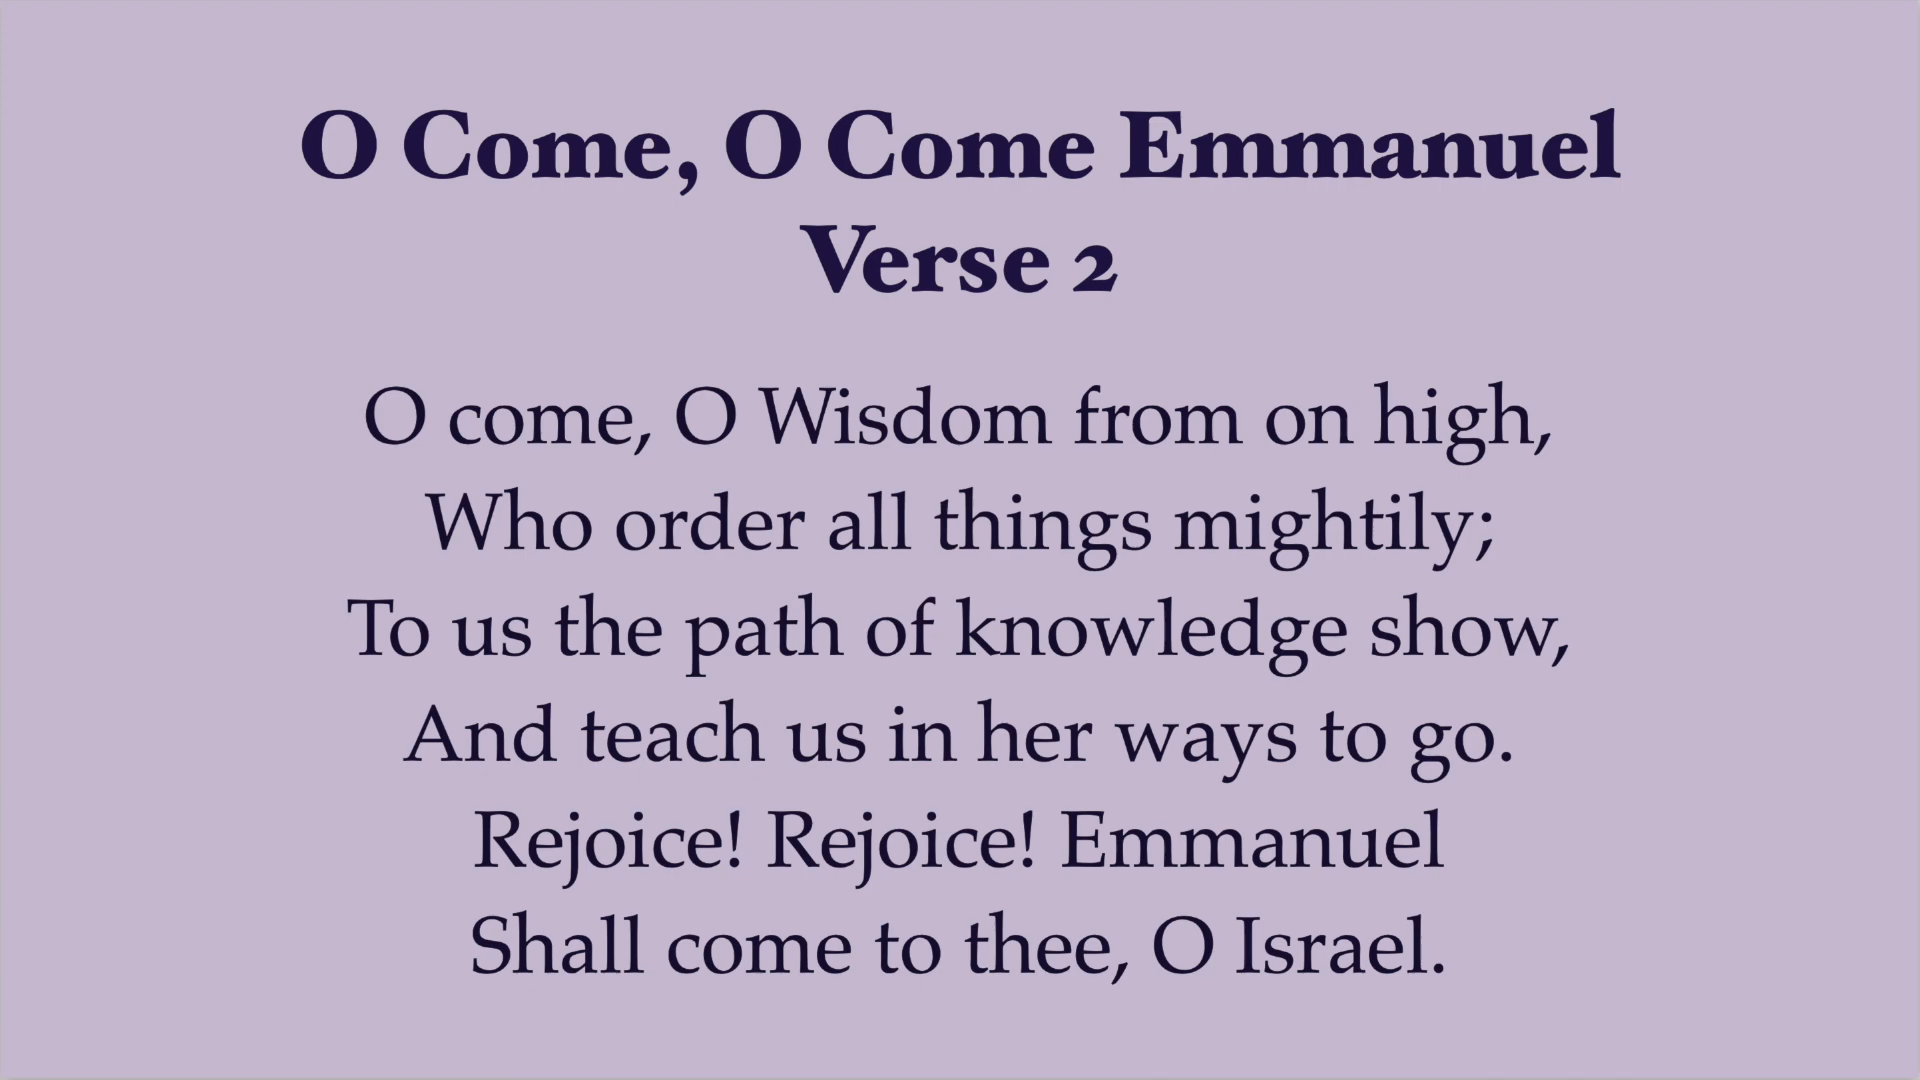 O Come, O Come Emmanuel
Verse 2
O come, O Wisdom from on high,
Who order all things mightily;
To us the path of knowledge show,
And teach us in her ways to go.
Rejoice! Rejoice! Emmanuel
Shall come to thee, O Israel.